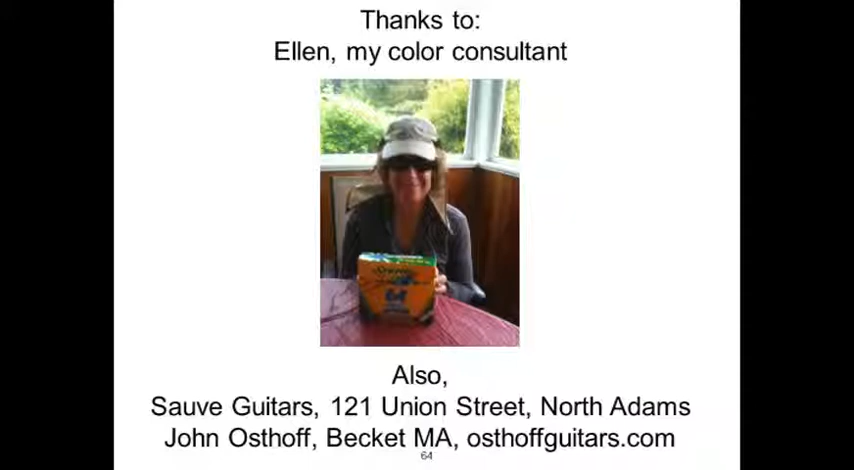 Thanks to:
Ellen, my color consultant
64
Also,
Sauve Guitars, 121 Union Street, North Adams
John Osthoff, Becket MA, osthoffguitars.com
64